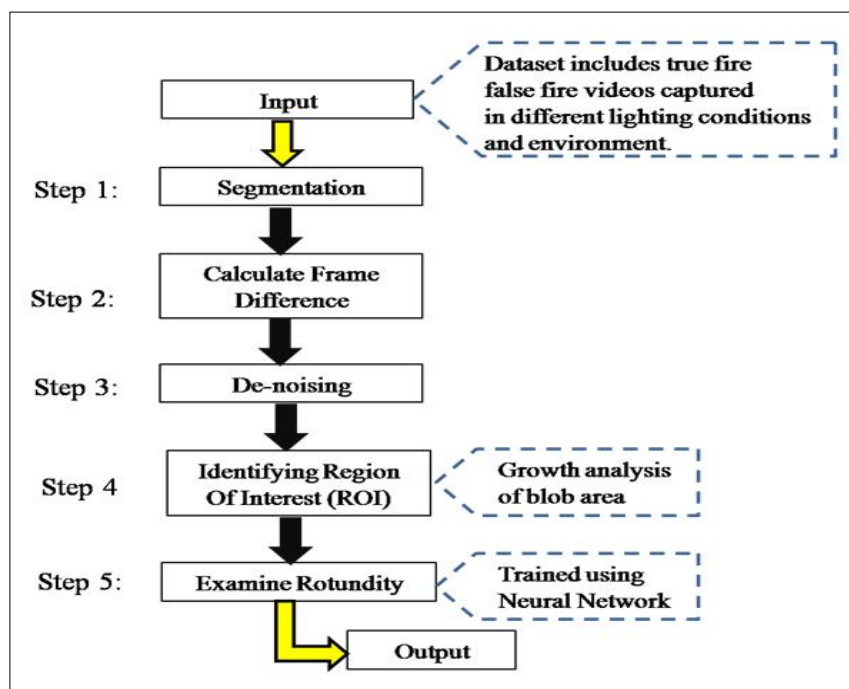 Input
Dataset includes true fire
false fire videos captured
in different lighting conditions
and environment.
Step 1:
Segmentation
Step 2:
Calculate Frame
Difference
Step 3:
De-noising
Step 4
Identifying Region
Of Interest (ROI)
Growth analysis
of blob area
Step 5:
Examine Rotundity
Trained using
Neural Network
Output